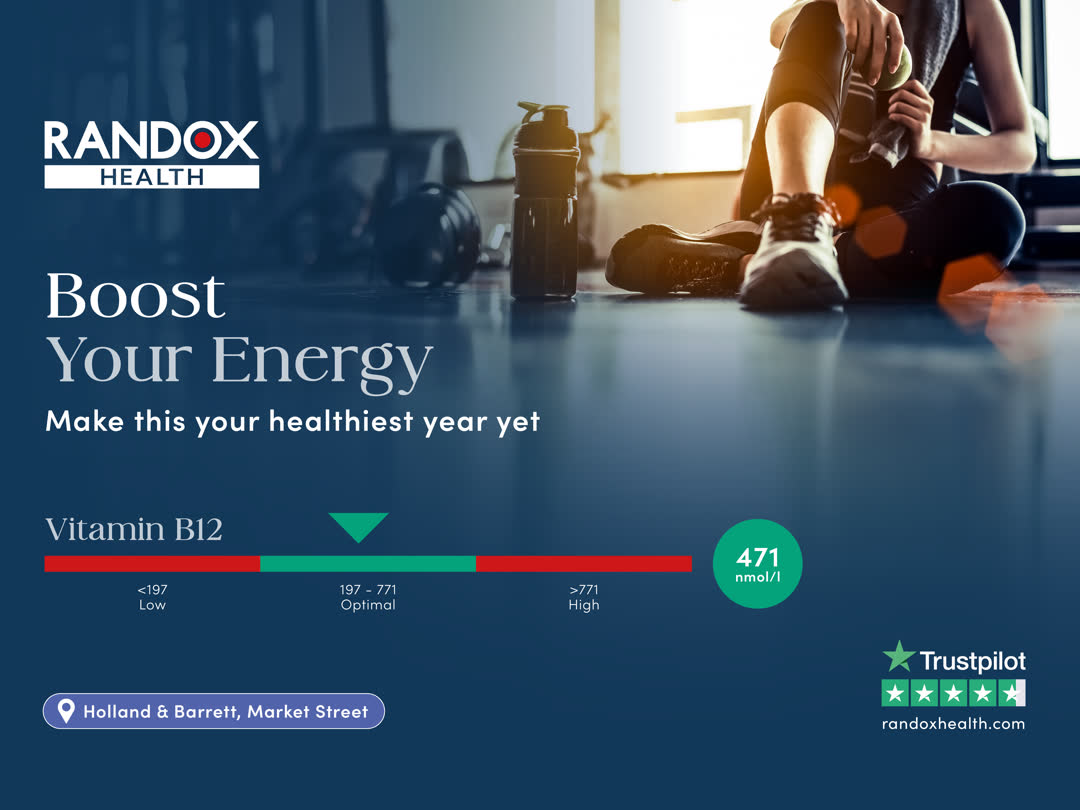 RANDOX
HEALTH
Boost
Your Energy
Make this your healthiest year yet
Vitamin B12
<197
Low
197 - 771
Optimal
>771
High
471
nmol/l
Holland & Barrett, Market Street
Trustpilot
randoxhealth.com